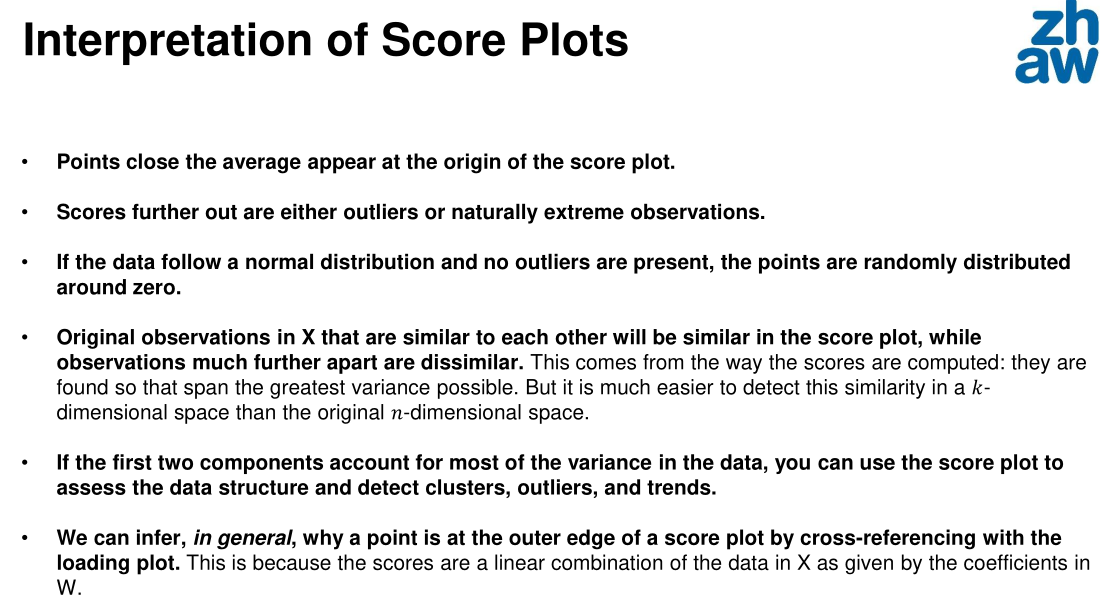 Interpretation of Score Plots
zh
aw
• Points close the average appear at the origin of the score plot.
• Scores further out are either outliers or naturally extreme observations.
• If the data follow a normal distribution and no outliers are present, the points are randomly distributed
around zero.
• Original observations in X that are similar to each other will be similar in the score plot, while
observations much further apart are dissimilar. This comes from the way the scores are computed: they are
found so that span the greatest variance possible. But it is much easier to detect this similarity in a k-
dimensional space than the original n-dimensional space.
• If the first two components account for most of the variance in the data, you can use the score plot to
assess the data structure and detect clusters, outliers, and trends.
• We can infer, in general, why a point is at the outer edge of a score plot by cross-referencing with the
loading plot. This is because the scores are a linear combination of the data in X as given by the coefficients in
W.